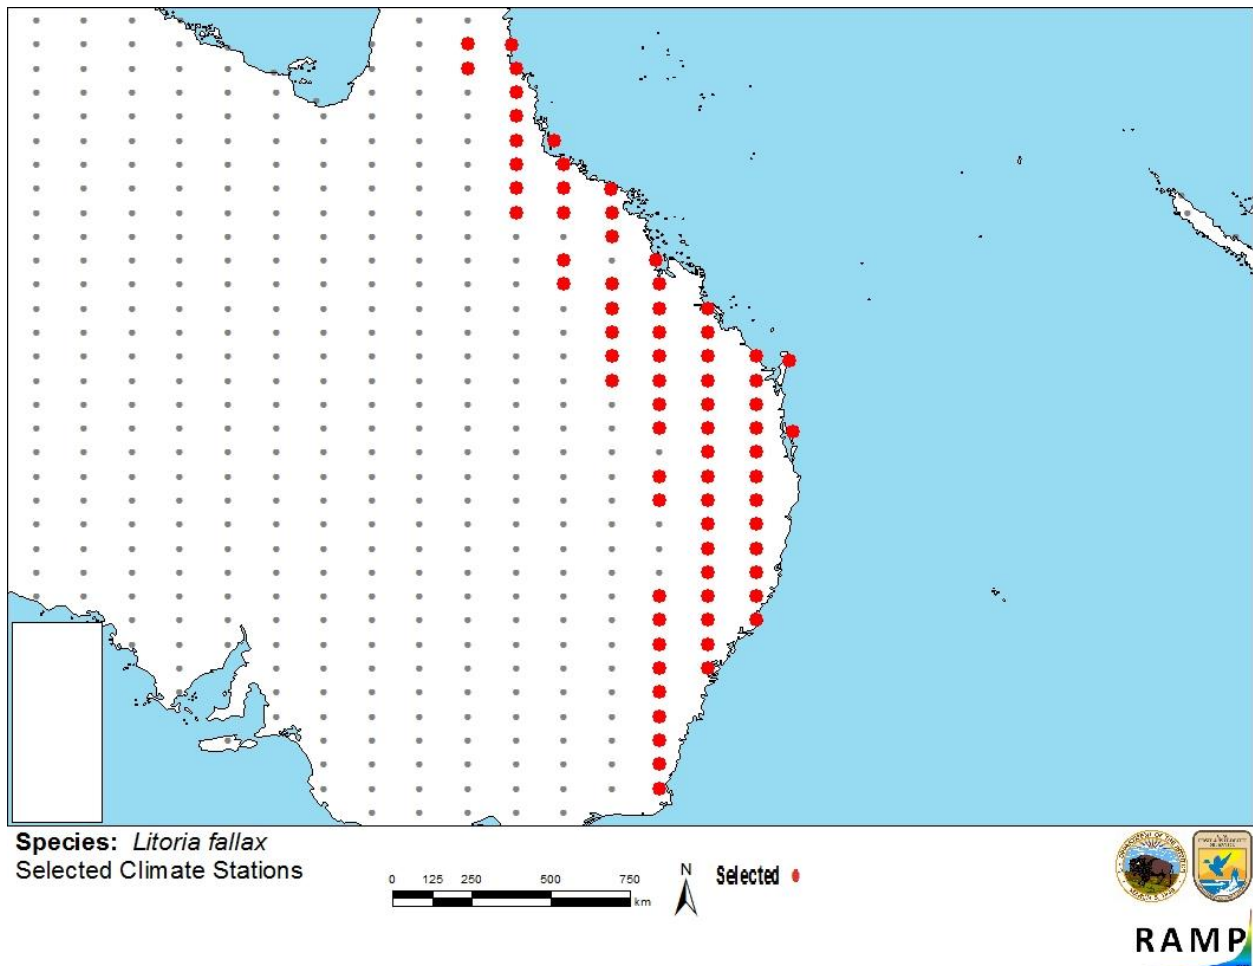 Species: Litoria fallax
Selected Climate Stations
0 125 250 500 750
km
N
Selected
RAMP